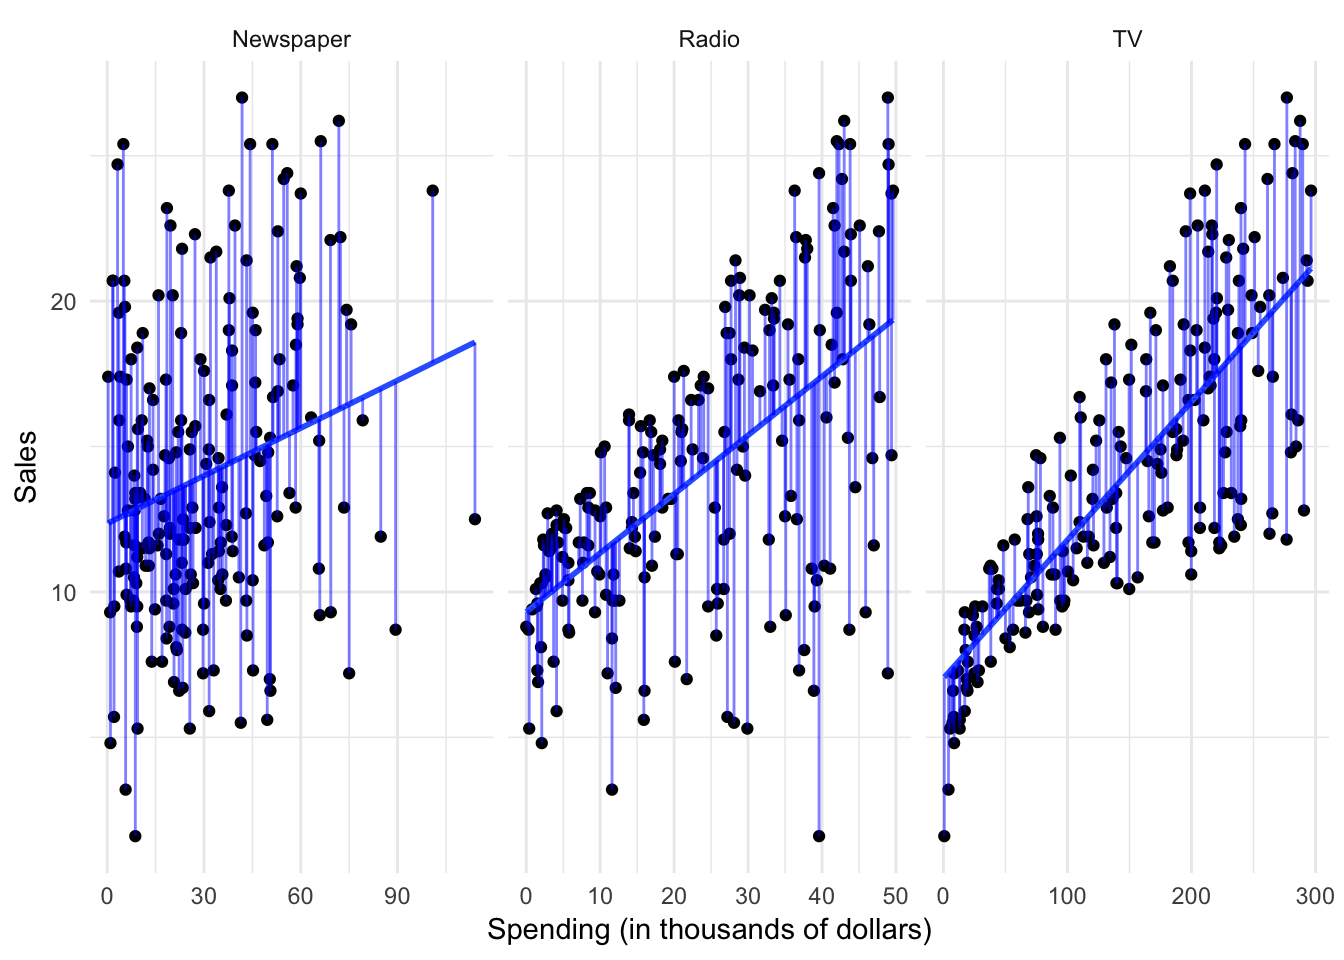 Newspaper Radio TV
Sales
20
10
0 30 60 90 0 10 20 30 40 50 0 100 200 300
Spending (in thousands of dollars)